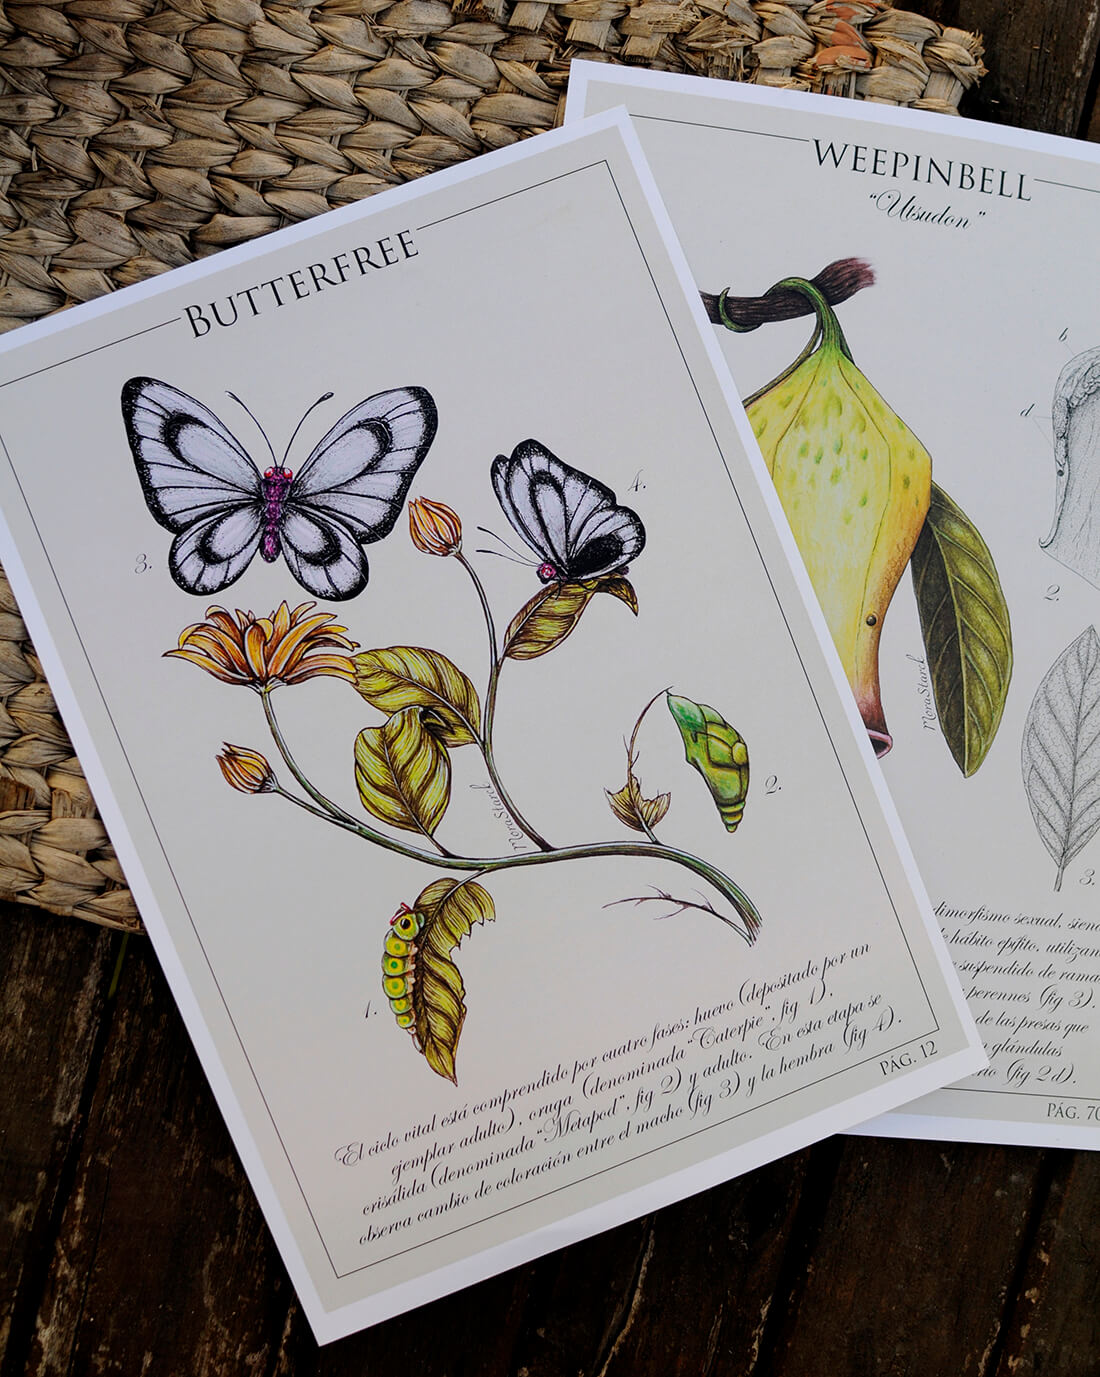 BUTTERFREE
3.
4.
2.
1.
MoraStarck
El ciclo vital está comprendido por cuatro fases: huevo (depositado por un
ejemplar adulto), oruga (denominada "Caterpie", fig 1),
crisálida (denominada "Metapod", fig 2) y adulto. En esta etapa se
observa cambio de coloración entre el macho (fig 3) y la hembra (fig 4).
PÁG. 12
WEEPINBELL
"Utsudon"
b
d
2.
MoraStarck
3.
dimorfismo sexual, sien
hábito epífito, utilizan
suspendido de rama
perennes (fig 3).
de las presas que
glándulas
(fig 2d).
PÁG. 70